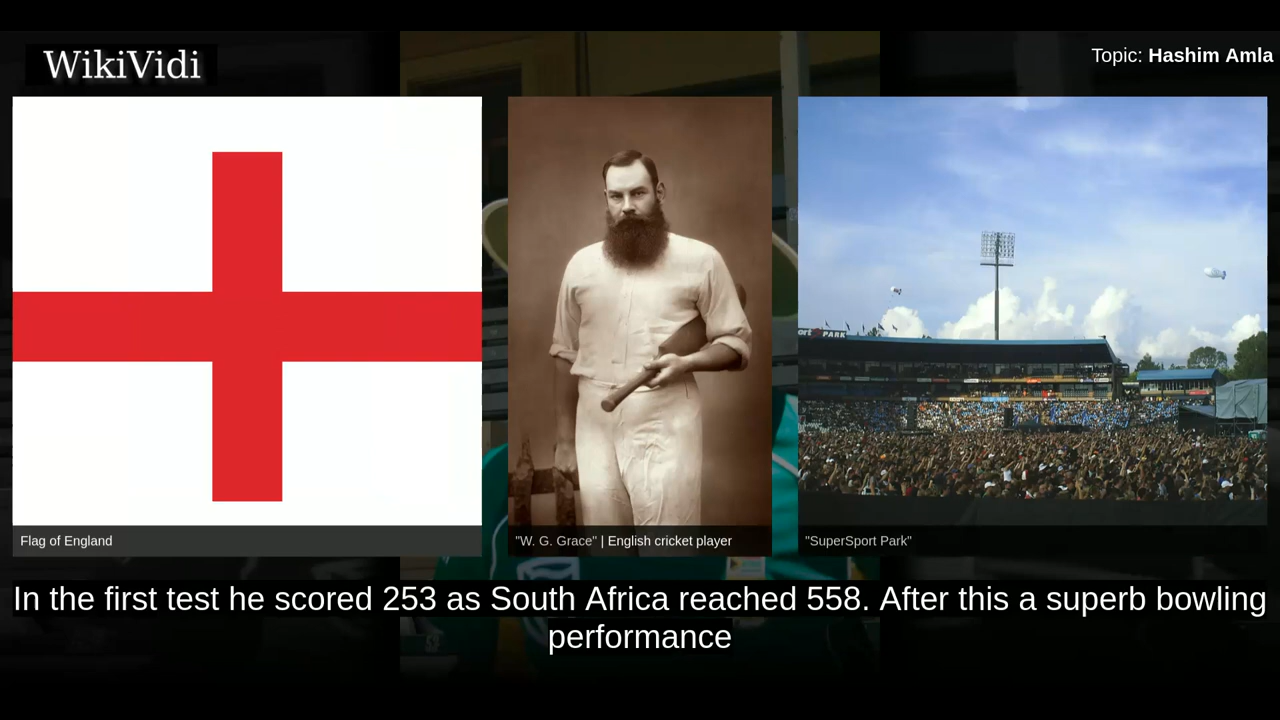 WikiVidi
Topic: Hashim Amla
Flag of England
"W. G. Grace" | English cricket player
"SuperSport Park"
In the first test he scored 253 as South Africa reached 558. After this a superb bowling
performance